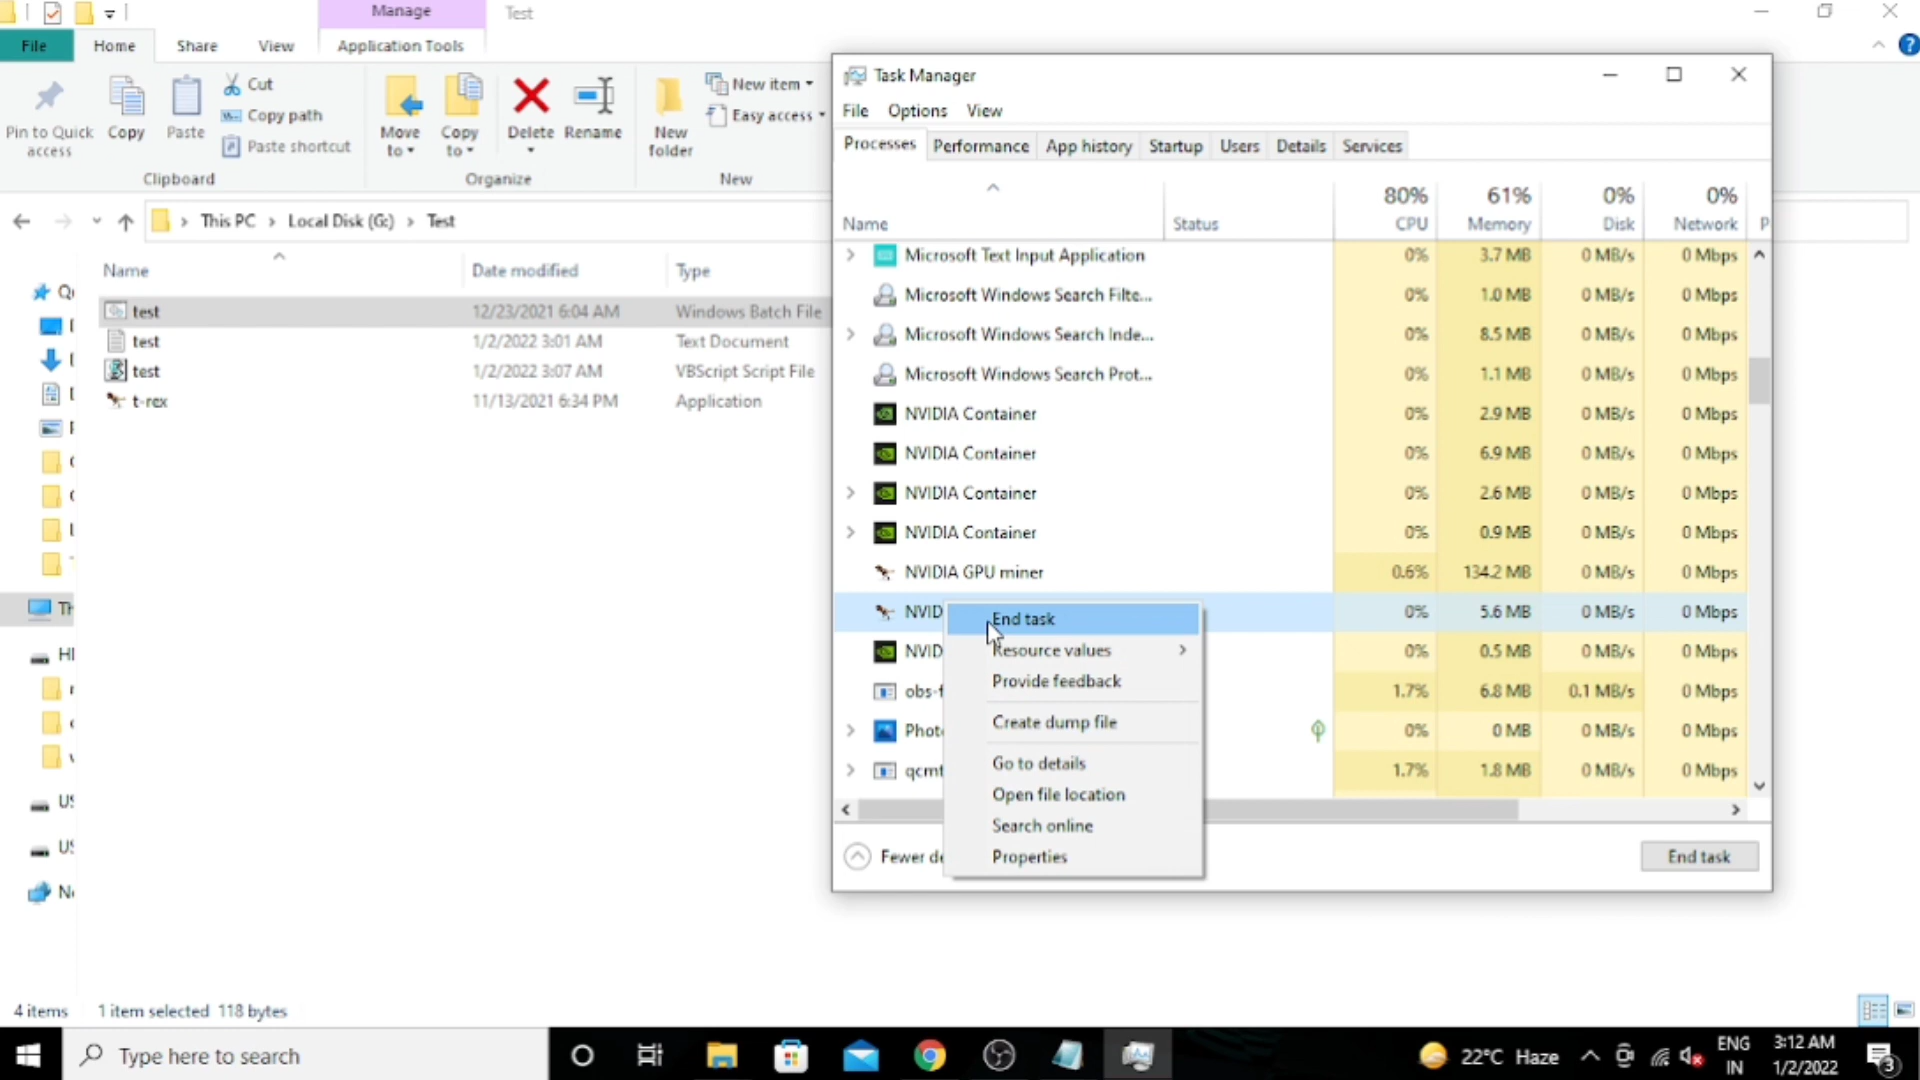 Manage
Test
File
Home
Share
View
Application Tools
Pin to Quick access
Copy
Paste
Cut
Copy path
Paste shortcut
Move to
Copy to
Delete
Rename
New folder
New item
Easy access
Clipboard
Organize
New
This PC > Local Disk (G:) > Test
Name
Date modified
Type
test 12/23/2021 6:04 AM Windows Batch File
test 1/2/2022 3:01 AM Text Document
test 1/2/2022 3:07 AM VBScript Script File
t-rex 11/13/2021 6:34 PM Application
4 items 1 item selected 118 bytes
Task Manager
File Options View
Processes Performance App history Startup Users Details Services
80% 61% 0% 0%
Name Status CPU Memory Disk Network
Microsoft Text Input Application 0% 3.7 MB 0 MB/s 0 Mbps
Microsoft Windows Search Filte... 0% 1.0 MB 0 MB/s 0 Mbps
Microsoft Windows Search Inde... 0% 8.5 MB 0 MB/s 0 Mbps
Microsoft Windows Search Prot... 0% 1.1 MB 0 MB/s 0 Mbps
NVIDIA Container 0% 2.9 MB 0 MB/s 0 Mbps
NVIDIA Container 0% 6.9 MB 0 MB/s 0 Mbps
NVIDIA Container 0% 2.6 MB 0 MB/s 0 Mbps
NVIDIA Container 0% 0.9 MB 0 MB/s 0 Mbps
NVIDIA GPU miner 0.6% 134.2 MB 0 MB/s 0 Mbps
NVID 0% 5.6 MB 0 MB/s 0 Mbps
NVID 0% 0.5 MB 0 MB/s 0 Mbps
obs-f 1.7% 6.8 MB 0.1 MB/s 0 Mbps
Phot 0% 0 MB 0 MB/s 0 Mbps
qcmt 1.7% 1.8 MB 0 MB/s 0 Mbps
End task
Resource values
Provide feedback
Create dump file
Go to details
Open file location
Search online
Properties
Fewer de
End task
Type here to search
22°C Haze
ENG
IN
3:12 AM
1/2/2022
3